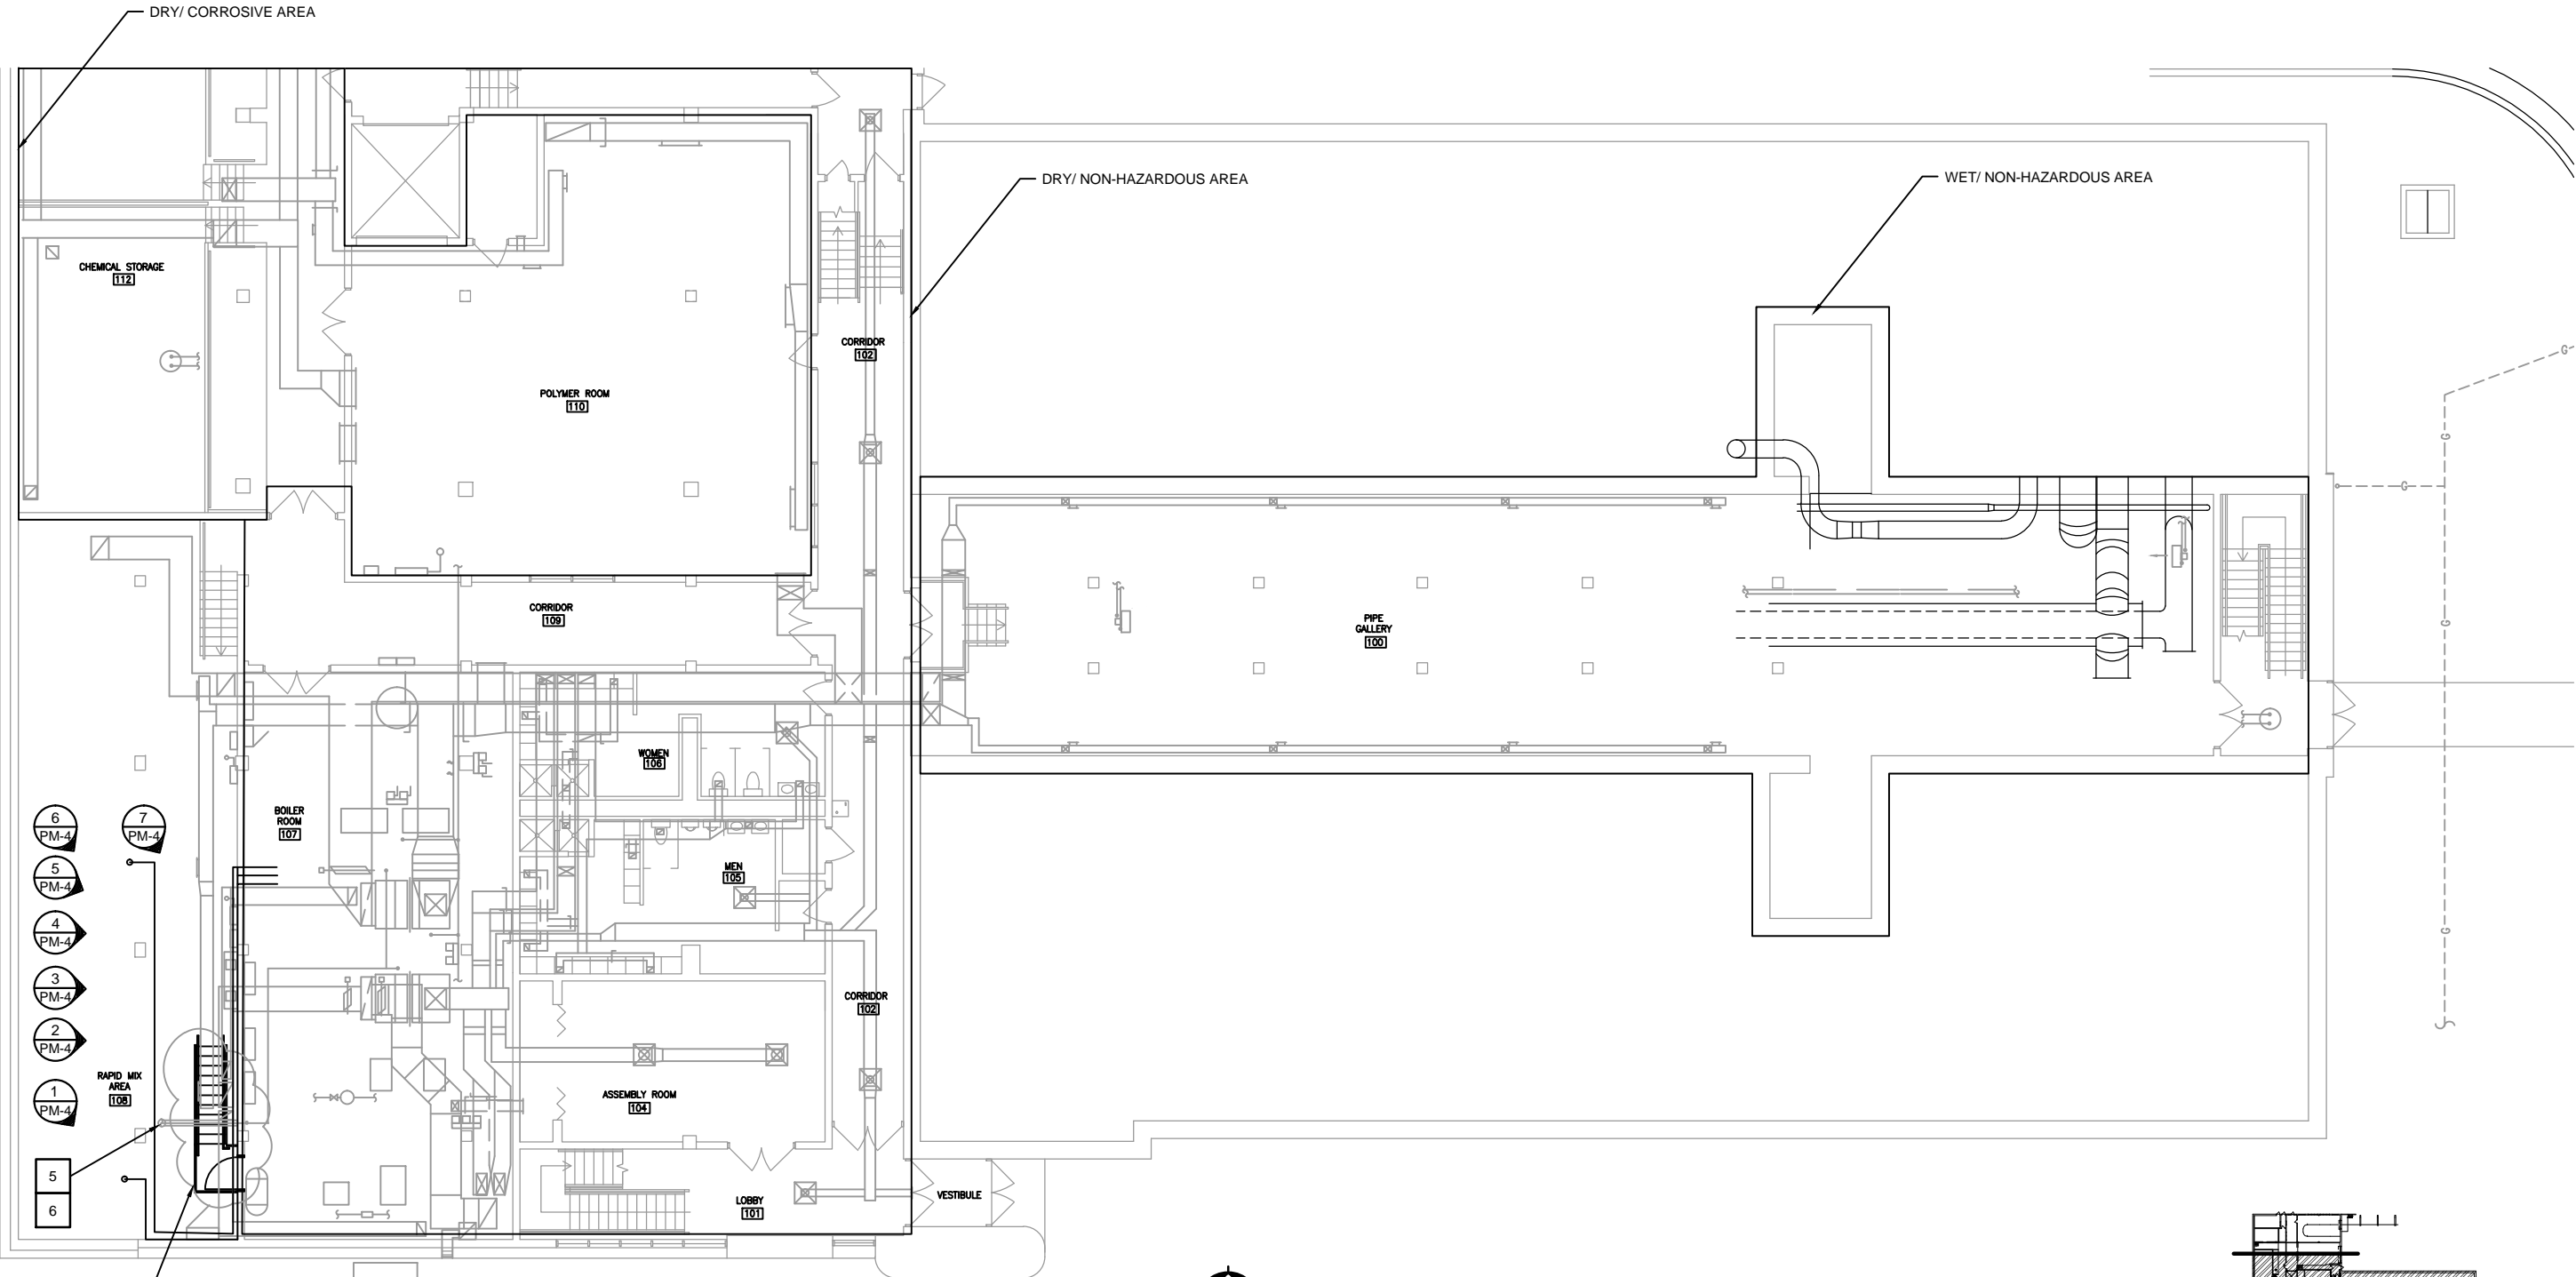 DRY/ CORROSIVE AREA
DRY/ NON-HAZARDOUS AREA
WET/ NON-HAZARDOUS AREA
CHEMICAL STORAGE
112
CORRIDOR
102
POLYMER ROOM
110
G
G
G
CORRIDOR
109
PIPE
GALLERY
100
G
WOMEN
106
BOILER
ROOM
107
6
PM-4
7
PM-4
5
PM-4
MEN
105
4
PM-4
G
3
PM-4
CORRIDOR
102
2
PM-4
RAPID MIX
AREA
108
1
PM-4
ASSEMBLY ROOM
104
5
6
LOBBY
101
VESTIBULE